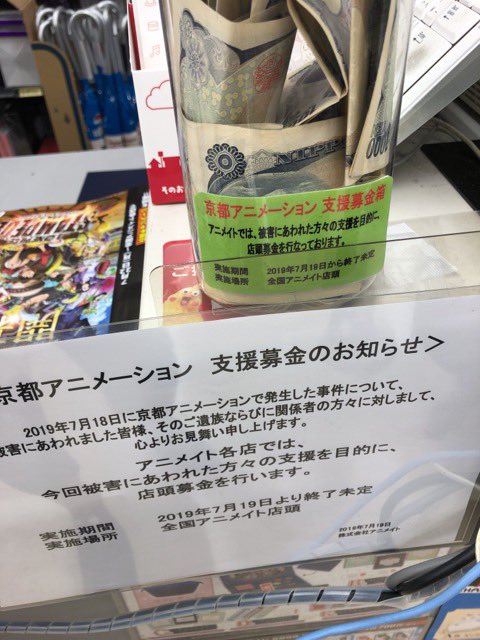 京都アニメーション 支援募金箱
アニメイトでは、被害にあわれた方々の支援を目的に、
店頭募金を行なっております。
実施期間 2019年7月19日から終了未定
実施場所 全国アニメイト店頭
京都アニメーション 支援募金のお知らせ>
2019年7月18日に京都アニメーションで発生した事件について、
被害にあわれました皆様、そのご遺族ならびに関係者の方々に対しまして、
心よりお見舞い申し上げます。
アニメイト各店では、
今回被害にあわれた方々の支援を目的に、
店頭募金を行います。
実施期間 2019年7月19日より終了未定
実施場所 全国アニメイト店頭
2019年7月19日
株式会社アニメイト